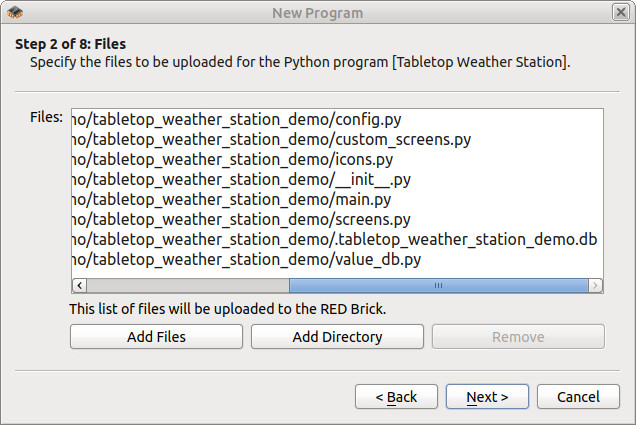 New Program
Step 2 of 8: Files
Specify the files to be uploaded for the Python program [Tabletop Weather Station].
Files:
no/tabletop_weather_station_demo/config.py
no/tabletop_weather_station_demo/custom_screens.py
no/tabletop_weather_station_demo/icons.py
no/tabletop_weather_station_demo/__init__.py
no/tabletop_weather_station_demo/main.py
no/tabletop_weather_station_demo/screens.py
no/tabletop_weather_station_demo/.tabletop_weather_station_demo.db
no/tabletop_weather_station_demo/value_db.py
This list of files will be uploaded to the RED Brick.
Add Files Add Directory Remove
< Back Next > Cancel